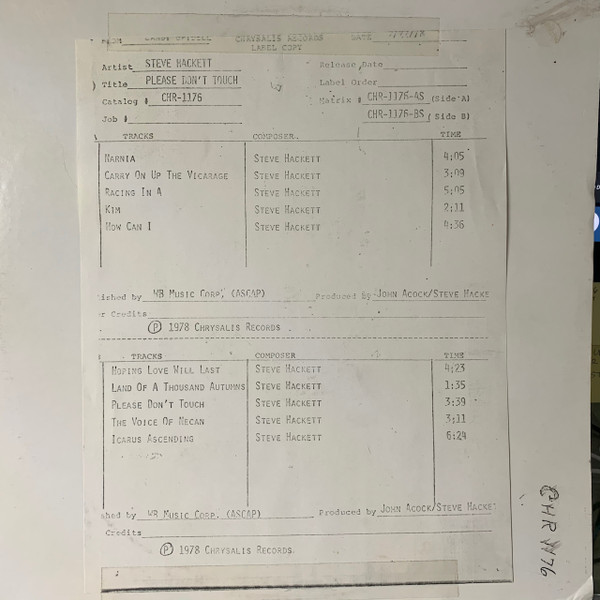 CHRYSALIS RECORDS DATE
LABEL COPY
Artist STEVE HACKETT Release Date
Title PLEASE DON'T TOUCH Label Order
Catalog # CHR-1176 Matrix # CHR-1176-AS (Side A)
Job # CHR-1176-BS (Side B)
TRACKS COMPOSER TIME
NARNIA STEVE HACKETT 4:05
CARRY ON UP THE VICARAGE STEVE HACKETT 3:09
RACING IN A STEVE HACKETT 5:05
KIM STEVE HACKETT 2:11
HOW CAN I STEVE HACKETT 4:36
ished by WB MUSIC CORP. (ASCAP) Produced by JOHN ACOCK/STEVE HACKE
r Credits
Ⓟ 1978 CHRYSALIS RECORDS
TRACKS COMPOSER TIME
HOPING LOVE WILL LAST STEVE HACKETT 4:23
LAND OF A THOUSAND AUTUMNS STEVE HACKETT 1:35
PLEASE DON'T TOUCH STEVE HACKETT 3:39
THE VOICE OF NECAM STEVE HACKETT 3:11
ICARUS ASCENDING STEVE HACKETT 6:24
shed by WB MUSIC CORP. (ASCAP) Produced by JOHN ACOCK/STEVE HACKET
Credits
Ⓟ 1978 CHRYSALIS RECORDS
CHR 1176